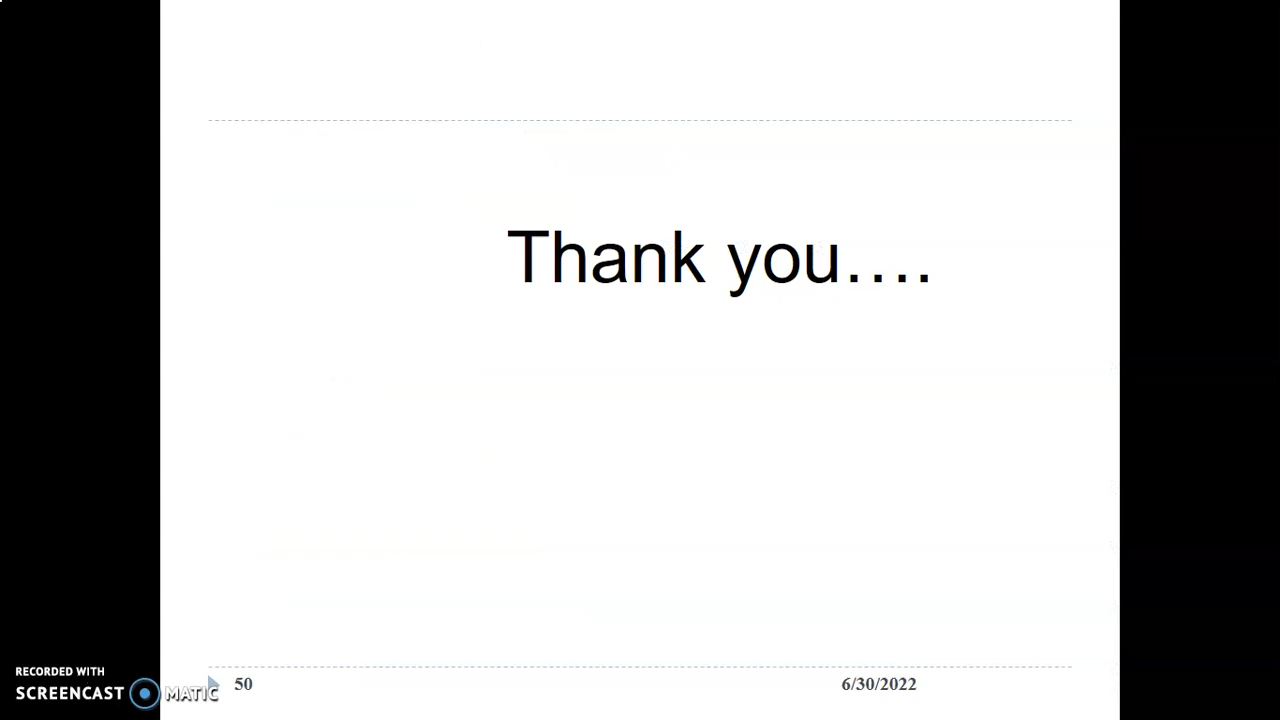 Thank you....
RECORDED WITH
SCREENCAST MATIC
50
6/30/2022